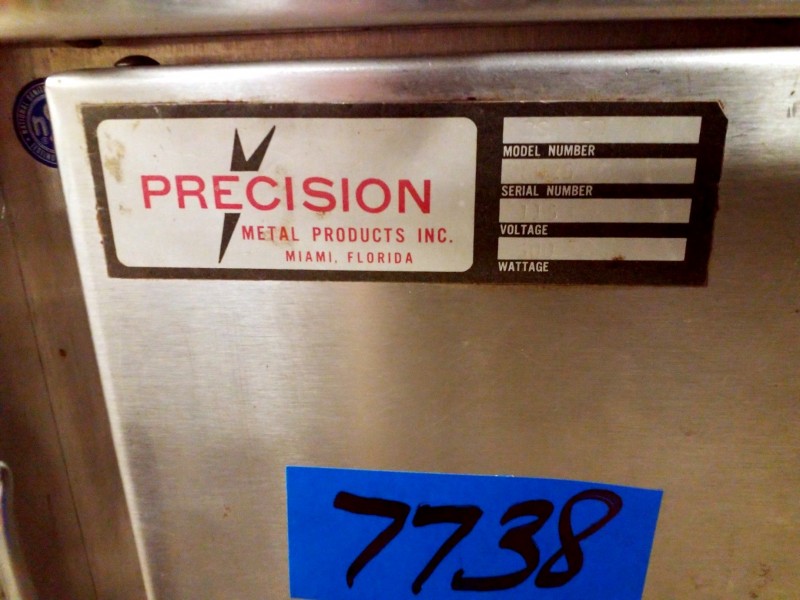 PRECISION
METAL PRODUCTS INC.
MIAMI, FLORIDA
MODEL NUMBER
SERIAL NUMBER
VOLTAGE
WATTAGE
7738